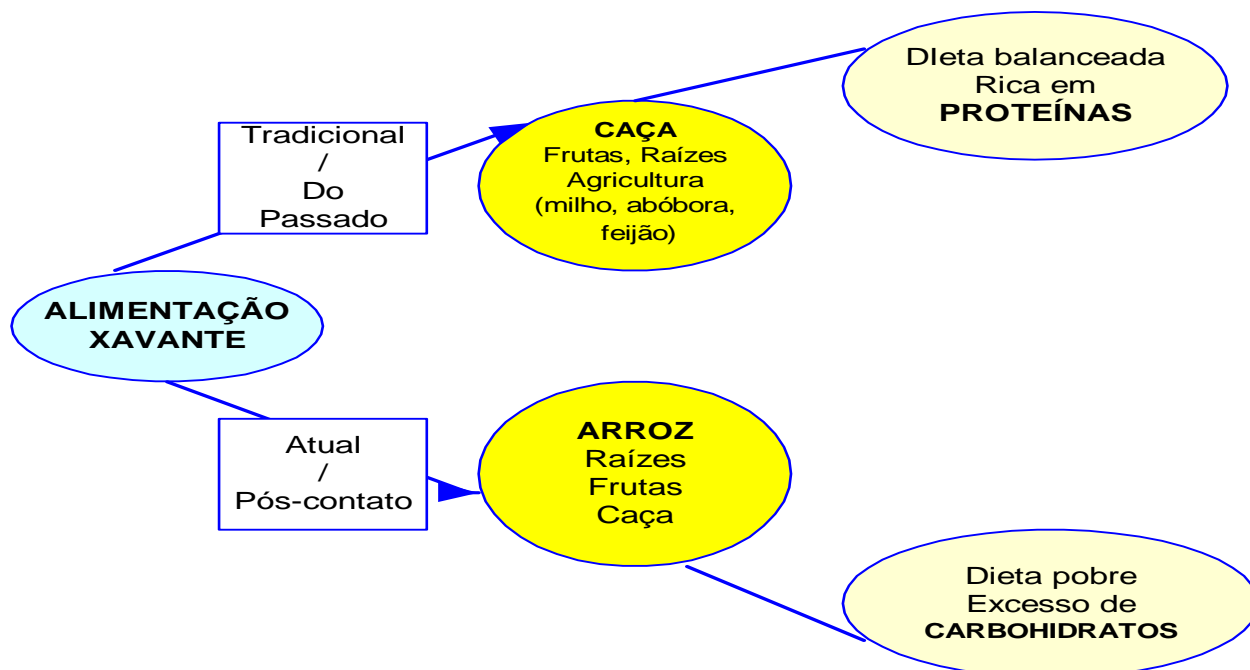 ALIMENTAÇÃO
XAVANTE
Tradicional
/
Do
Passado
CAÇA
Frutas, Raízes
Agricultura
(milho, abóbora,
feijão)
DIeta balanceada
Rica em
PROTEÍNAS
Atual
/
Pós-contato
ARROZ
Raízes
Frutas
Caça
Dieta pobre
Excesso de
CARBOHIDRATOS